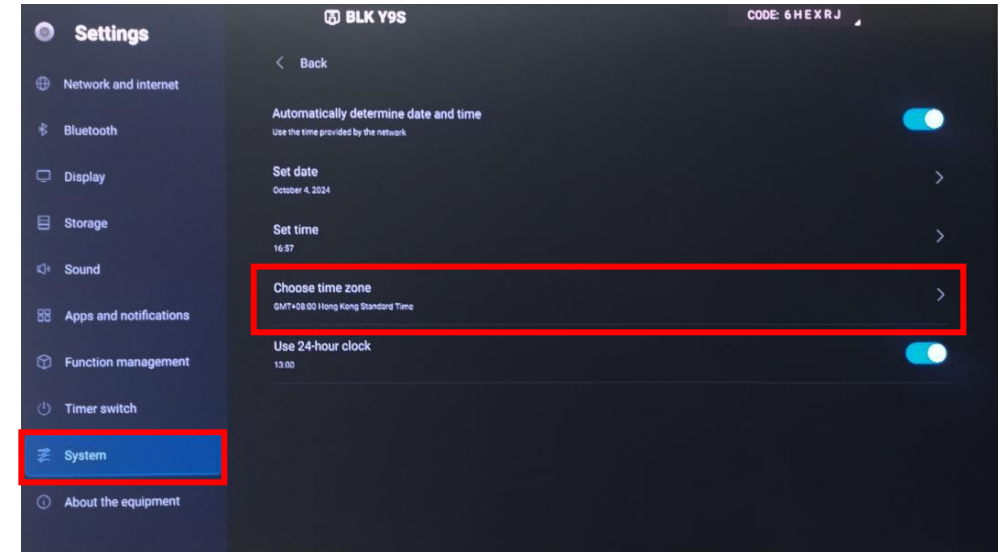 BLK Y9S
CODE: 6HEXRJ
Settings
Back
Network and internet
Bluetooth
Display
Storage
Sound
Apps and notifications
Function management
Timer switch
System
About the equipment
Automatically determine date and time
Use the time provided by the network
Set date
October 4, 2024
Set time
16:57
Choose time zone
GMT+08:00 Hong Kong Standard Time
Use 24-hour clock
13:00